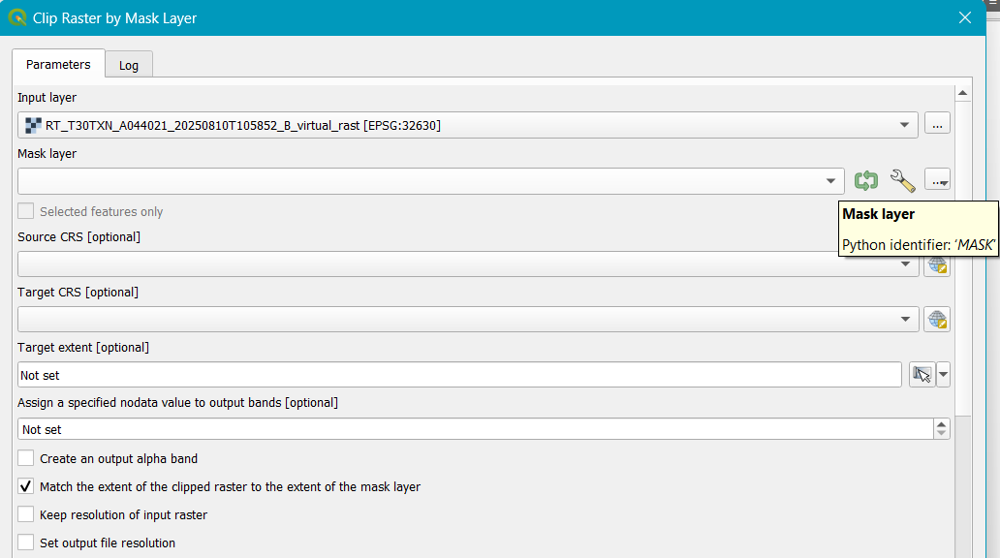 Clip Raster by Mask Layer
Parameters
Log
Input layer
RT_T30TXN_A044021_20250810T105852_B_virtual_rast [EPSG:32630]
...
Mask layer
...
Selected features only
Mask layer
Python identifier: ‘MASK’
Source CRS [optional]
Target CRS [optional]
Target extent [optional]
Not set
Assign a specified nodata value to output bands [optional]
Not set
Create an output alpha band
Match the extent of the clipped raster to the extent of the mask layer
Keep resolution of input raster
Set output file resolution